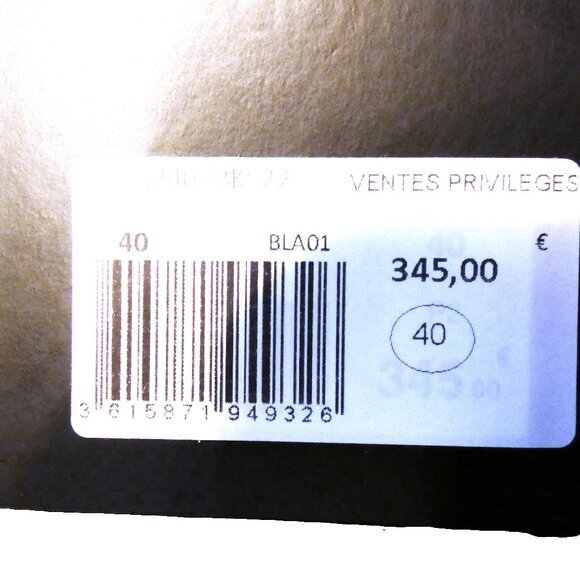 VENTES PRIVILEGES
40 BLA01 €
345,00
40
3 615871 949326